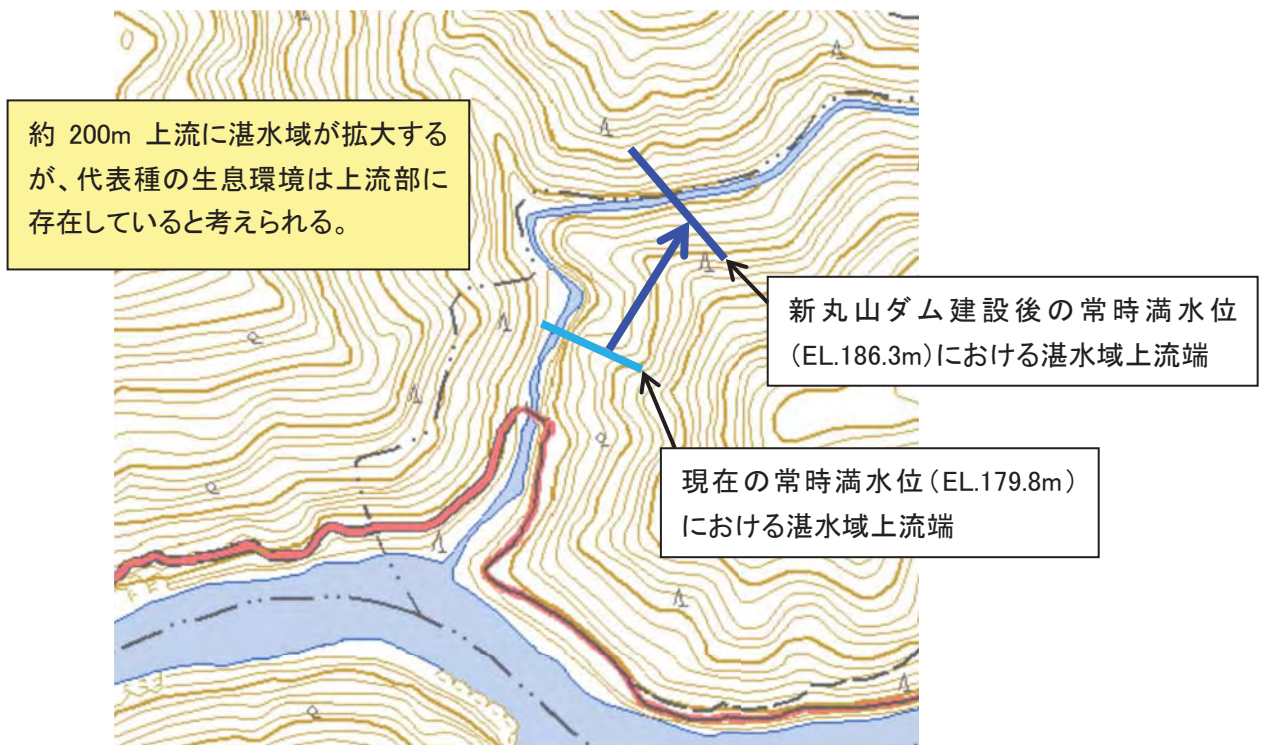 約 200m 上流に湛水域が拡大する
が、代表種の生息環境は上流部に
存在していると考えられる。
新丸山ダム建設後の常時満水位
（EL.186.3m）における湛水域上流端
現在の常時満水位（EL.179.8m）
における湛水域上流端